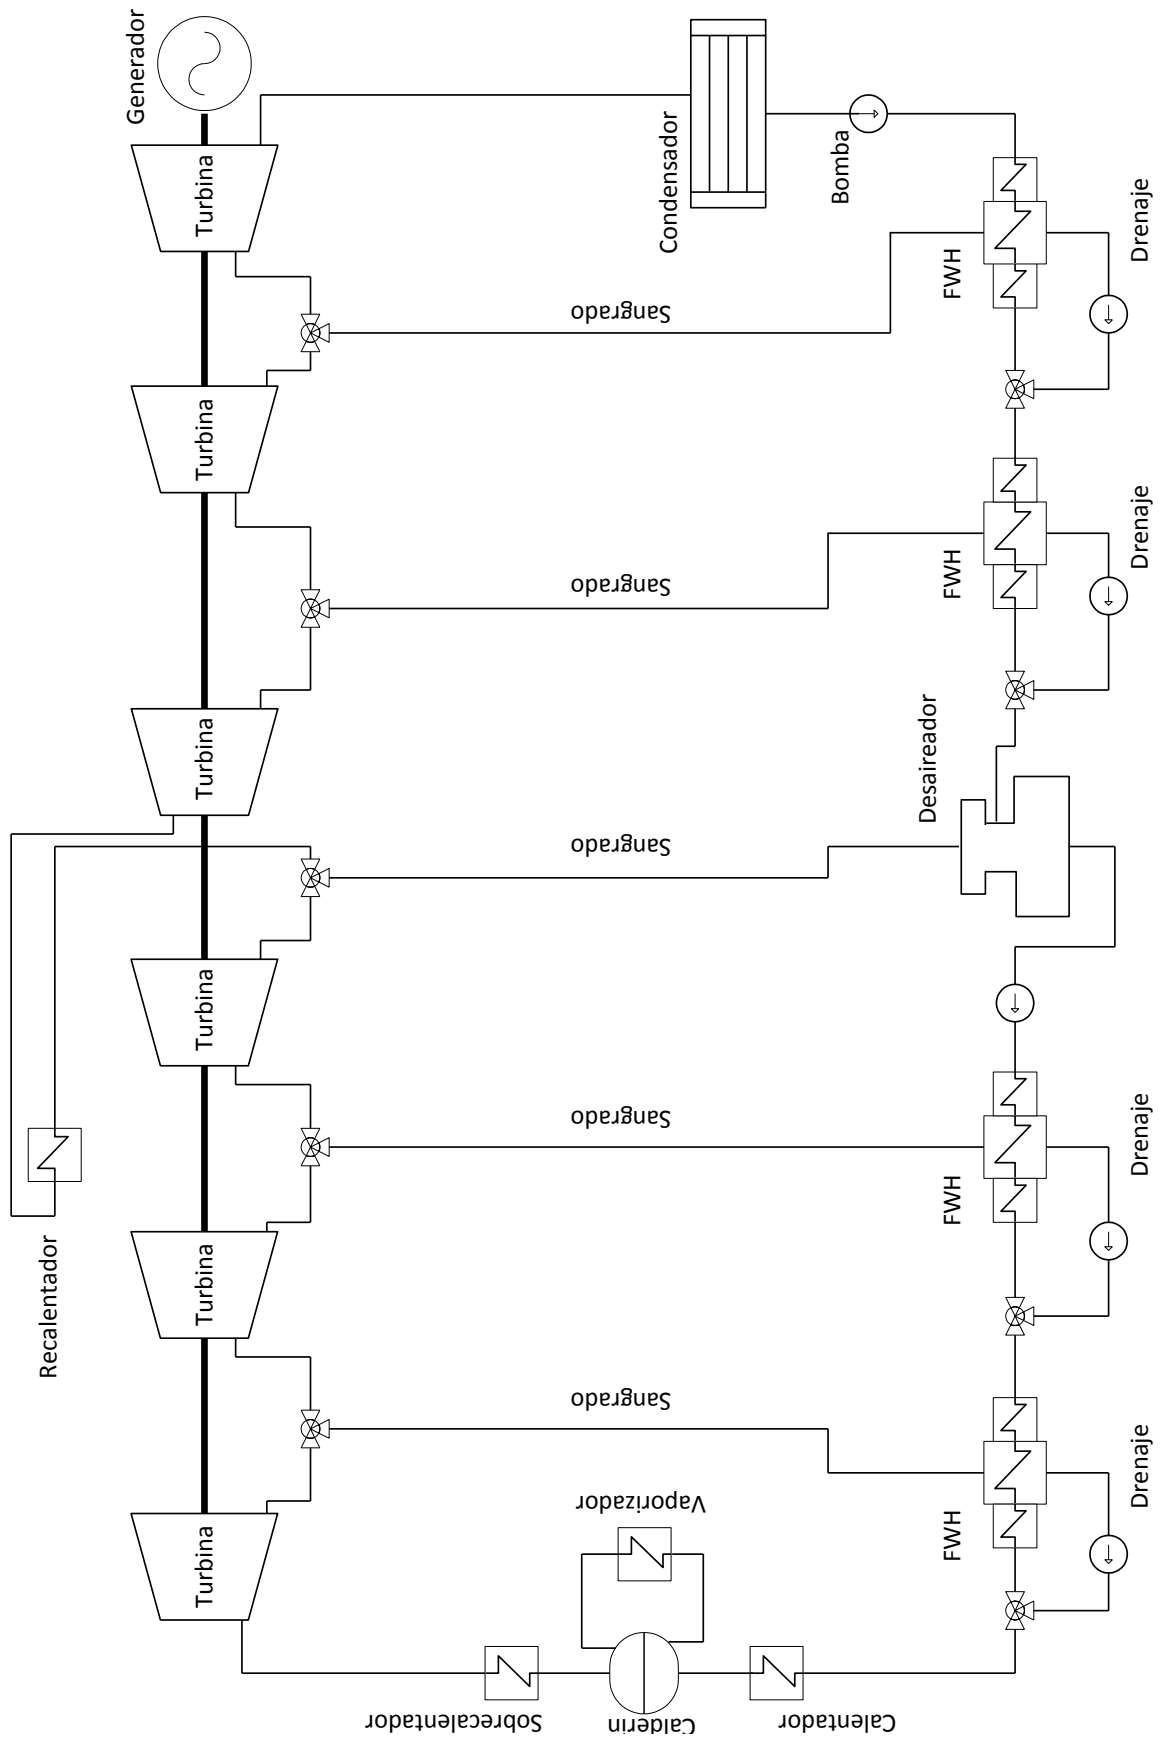 Recalentador
Generador
Turbina
Turbina
Turbina
Turbina
Turbina
Turbina
Sobrecalentador
Vaporizador
Calderin
Calentador
Sangrado
Sangrado
Sangrado
Sangrado
Sangrado
Condensador
Bomba
Desaireador
FWH
FWH
FWH
FWH
Drenaje
Drenaje
Drenaje
Drenaje